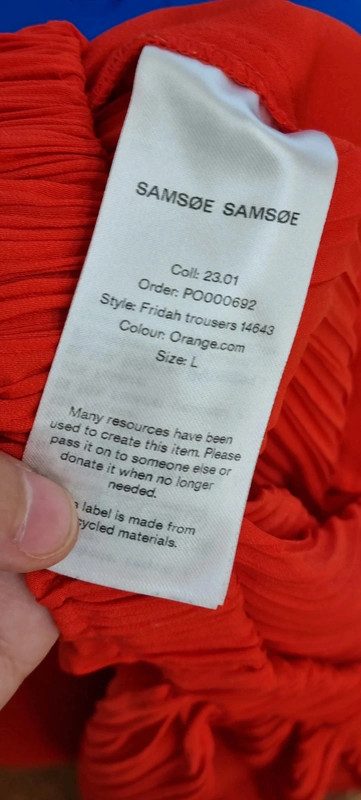 SAMSØE SAMSØE
Coll: 23.01
Order: PO000692
Style: Fridah trousers 14643
Colour: Orange.com
Size: L
Many resources have been
used to create this item. Please
pass it on to someone else or
donate it when no longer
needed.
label is made from
cycled materials.